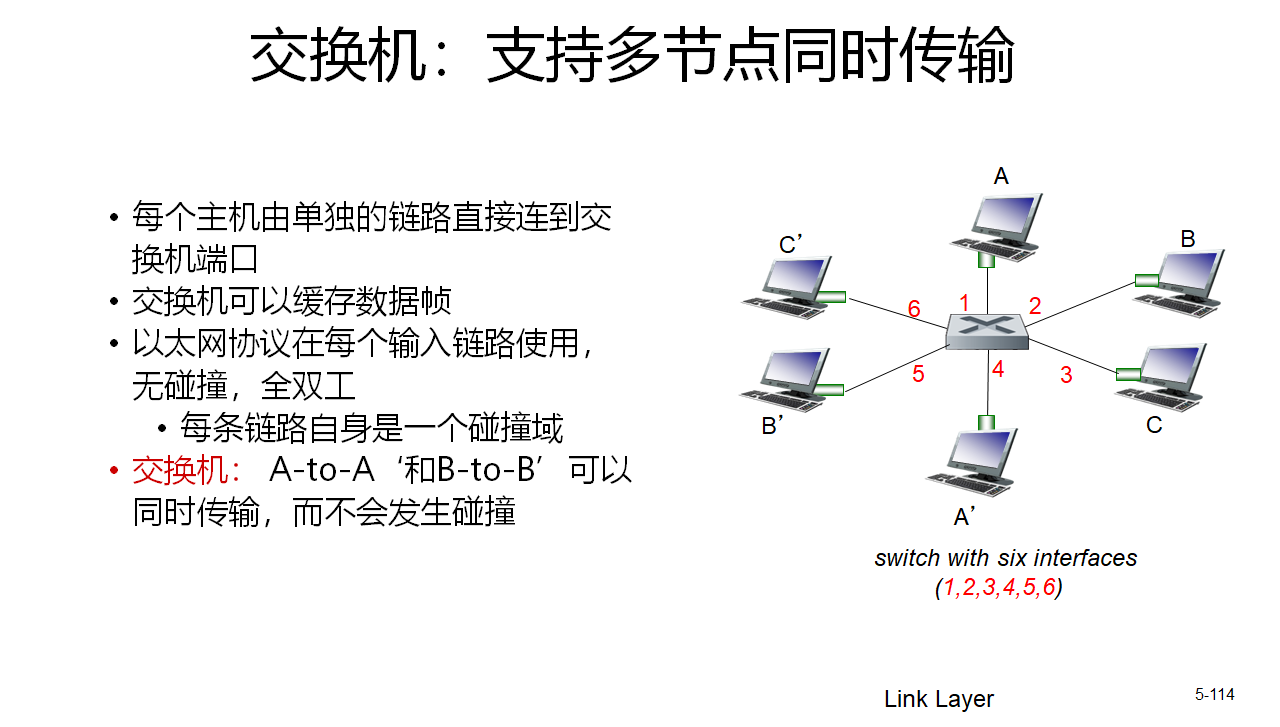 交换机：支持多节点同时传输
• 每个主机由单独的链路直接连到交
换机端口
• 交换机可以缓存数据帧
• 以太网协议在每个输入链路使用，
无碰撞，全双工
• 每条链路自身是一个碰撞域
• 交换机： A-to-A‘和B-to-B’ 可以
同时传输，而不会发生碰撞
A
C’
B
6
1
2
5
4
3
B’
C
A’
switch with six interfaces
(1,2,3,4,5,6)
Link Layer
5-114